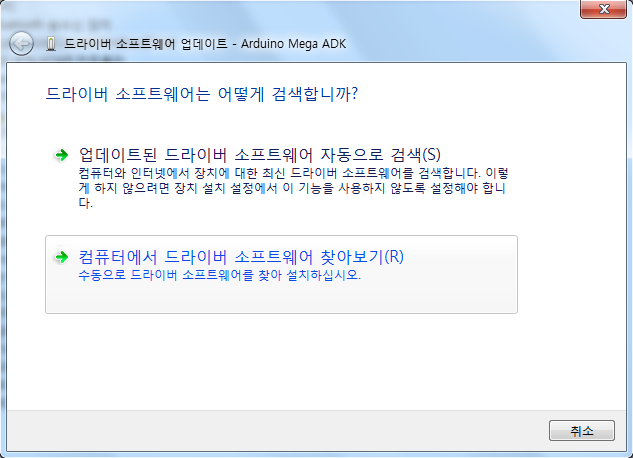 드라이버 소프트웨어 업데이트 - Arduino Mega ADK
드라이버 소프트웨어는 어떻게 검색합니까?
업데이트된 드라이버 소프트웨어 자동으로 검색(S)
컴퓨터와 인터넷에서 장치에 대한 최신 드라이버 소프트웨어를 검색합니다. 이렇
게 하지 않으려면 장치 설치 설정에서 이 기능을 사용하지 않도록 설정해야 합니
다.
컴퓨터에서 드라이버 소프트웨어 찾아보기(R)
수동으로 드라이버 소프트웨어를 찾아 설치하십시오.
취소